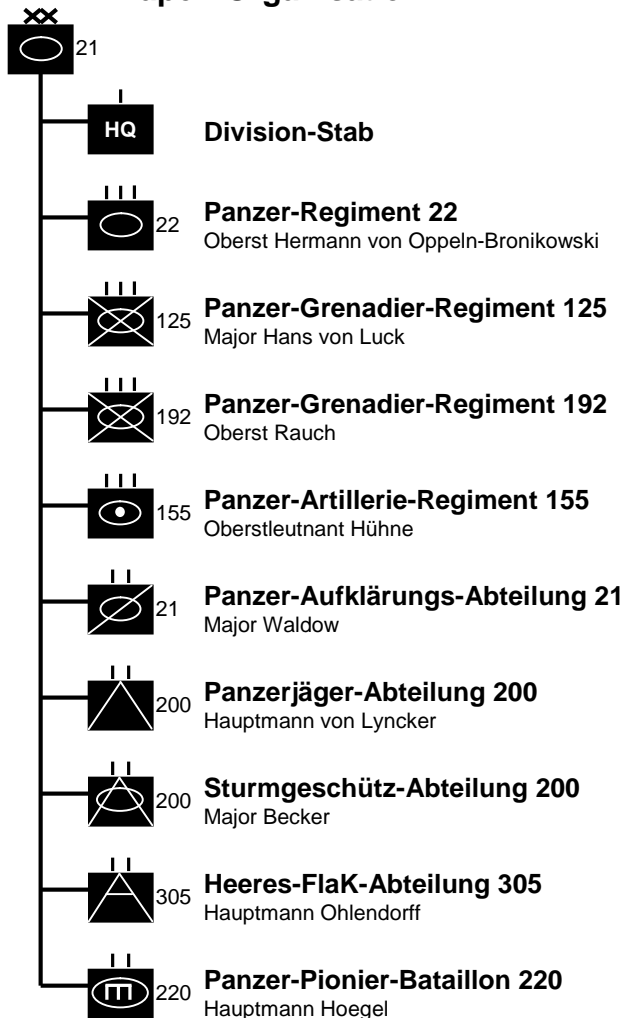 21
HQ
Division-Stab
22
Panzer-Regiment 22
Oberst Hermann von Oppeln-Bronikowski
125
Panzer-Grenadier-Regiment 125
Major Hans von Luck
192
Panzer-Grenadier-Regiment 192
Oberst Rauch
155
Panzer-Artillerie-Regiment 155
Oberstleutnant Hühne
21
Panzer-Aufklärungs-Abteilung 21
Major Waldow
200
Panzerjäger-Abteilung 200
Hauptmann von Lyncker
200
Sturmgeschütz-Abteilung 200
Major Becker
305
Heeres-FlaK-Abteilung 305
Hauptmann Ohlendorff
220
Panzer-Pionier-Bataillon 220
Hauptmann Hoegel